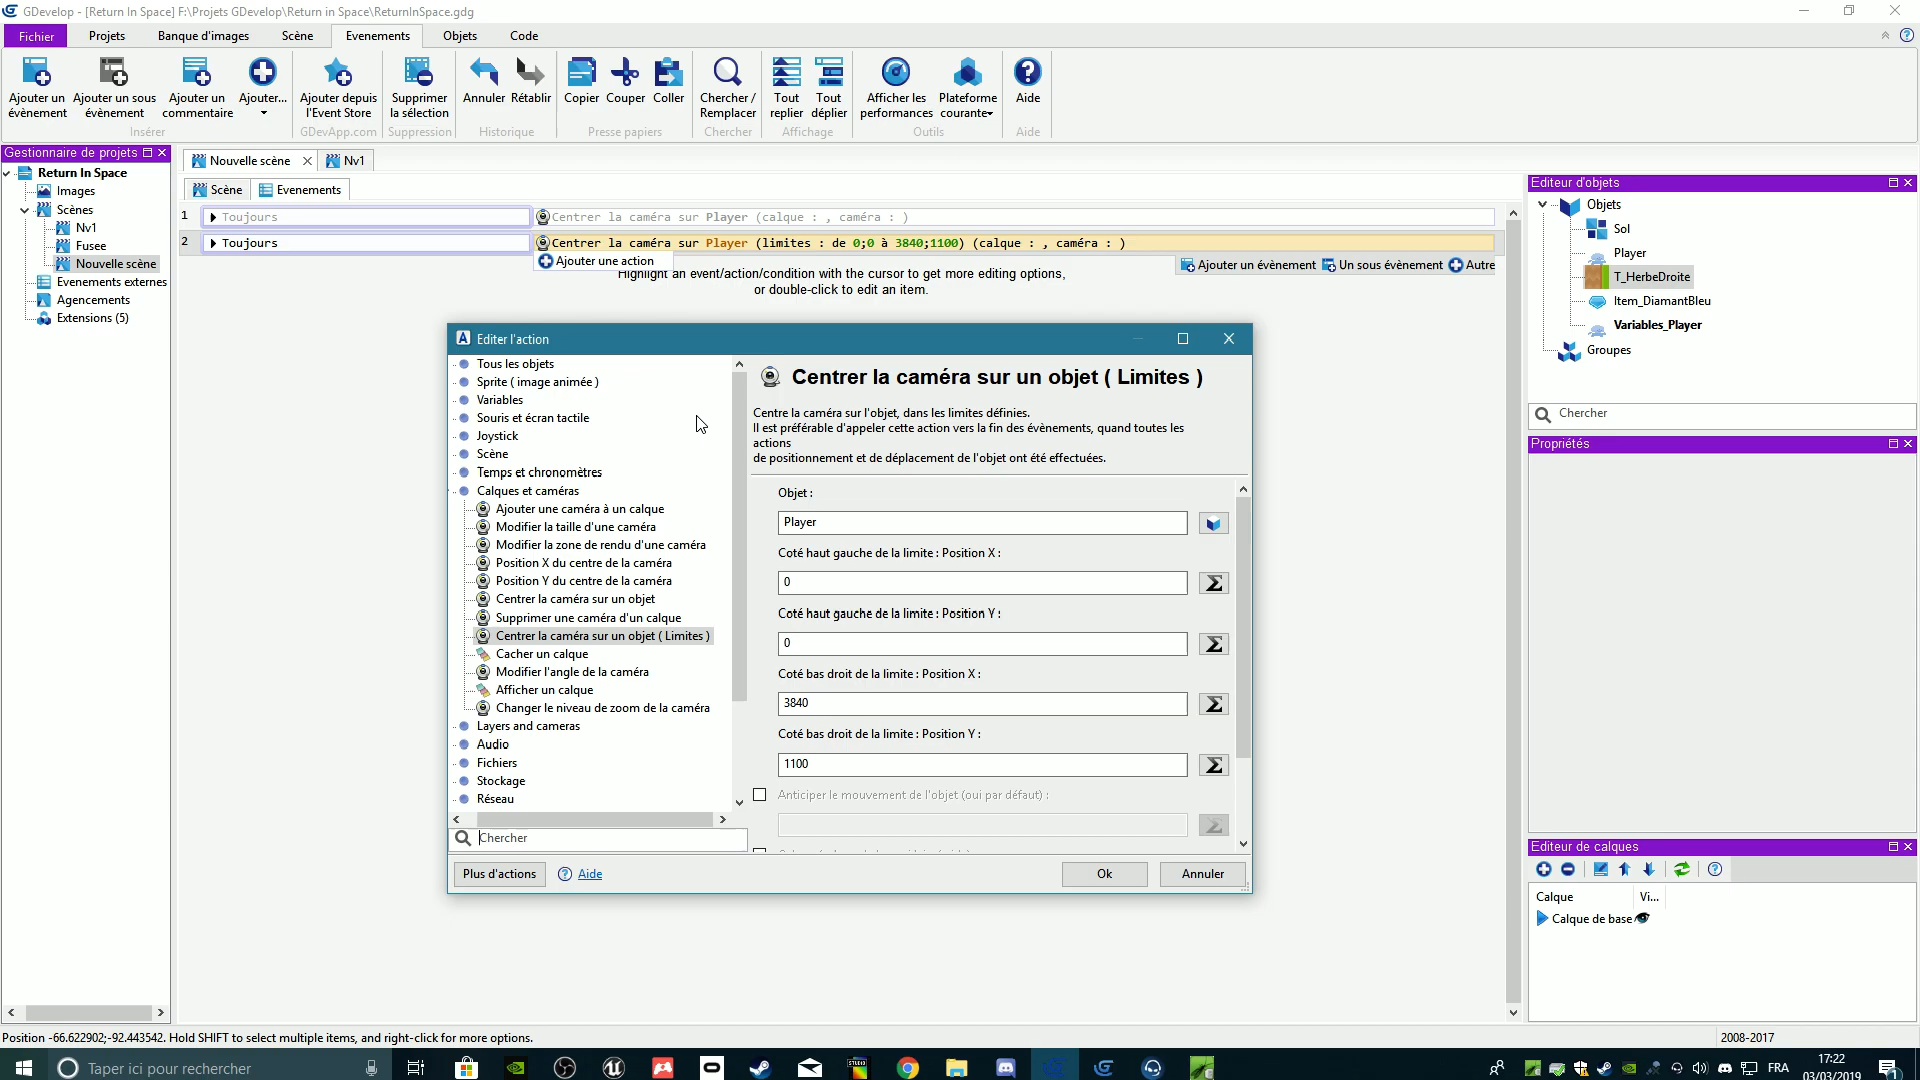 GDevelop - [Return In Space] F:\Projets GDevelop\Return in Space\ReturnInSpace.gdg
Fichier Projets Banque d'images Scène Evenements Objets Code
Ajouter un évènement
Ajouter un sous évènement
Ajouter un commentaire
Ajouter...
Insérer
Ajouter depuis l'Event Store
GDevApp.com
Supprimer la sélection
Suppression
Annuler Rétablir
Historique
Copier Couper Coller
Presse papiers
Chercher / Remplacer
Chercher
Tout replier
Tout déplier
Affichage
Afficher les performances
Plateforme courante
Outils
Aide
Aide
Gestionnaire de projets
Return In Space
Images
Scènes
Nv1
Fusee
Nouvelle scène
Evenements externes
Agencements
Extensions (5)
Nouvelle scène Nv1
Scène Evenements
1 Toujours Centrer la caméra sur Player (calque : , caméra : )
2 Toujours Centrer la caméra sur Player (limites : de 0;0 à 3840;1100) (calque : , caméra : )
Ajouter une action
Ajouter un évènement Un sous évènement Autre
Highlight an event/action/condition with the cursor to get more editing options,
or double-click to edit an item.
Editer l'action
Tous les objets
Sprite ( image animée )
Variables
Souris et écran tactile
Joystick
Scène
Temps et chronomètres
Calques et caméras
Ajouter une caméra à un calque
Modifier la taille d'une caméra
Modifier la zone de rendu d'une caméra
Position X du centre de la caméra
Position Y du centre de la caméra
Centrer la caméra sur un objet
Supprimer une caméra d'un calque
Centrer la caméra sur un objet ( Limites )
Cacher un calque
Modifier l'angle de la caméra
Afficher un calque
Changer le niveau de zoom de la caméra
Layers and cameras
Audio
Fichiers
Stockage
Réseau
Chercher
Plus d'actions Aide
Centrer la caméra sur un objet ( Limites )
Centre la caméra sur l'objet, dans les limites définies.
Il est préférable d'appeler cette action vers la fin des évènements, quand toutes les
actions
de positionnement et de déplacement de l'objet ont été effectuées.
Objet :
Player
Coté haut gauche de la limite : Position X :
0
Coté haut gauche de la limite : Position Y :
0
Coté bas droit de la limite : Position X :
3840
Coté bas droit de la limite : Position Y :
1100
Anticiper le mouvement de l'objet (oui par défaut) :
Ok Annuler
Editeur d'objets
Objets
Sol
Player
T_HerbeDroite
Item_DiamantBleu
Variables_Player
Groupes
Chercher
Propriétés
Editeur de calques
Calque Vi...
Calque de base
Position -66.622902;-92.443542. Hold SHIFT to select multiple items, and right-click for more options.
2008-2017
Taper ici pour rechercher
FRA
17:22
03/03/2019